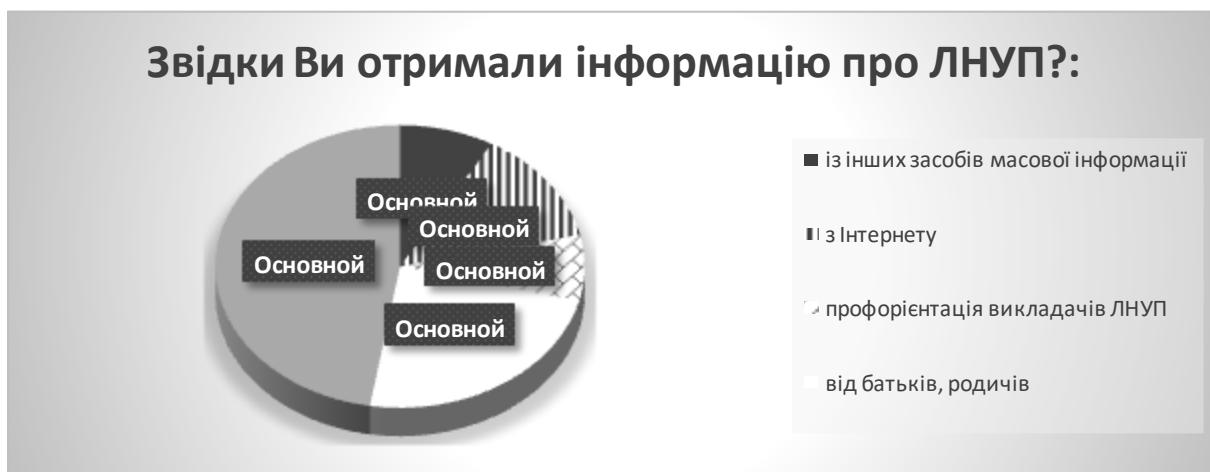 Звідки Ви отримали інформацію про ЛНУП?:
Основной
Основной
Основной
Основной
Основной
із інших засобів масової інформації
з Інтернету
профорієнтація викладачів ЛНУП
від батьків, родичів